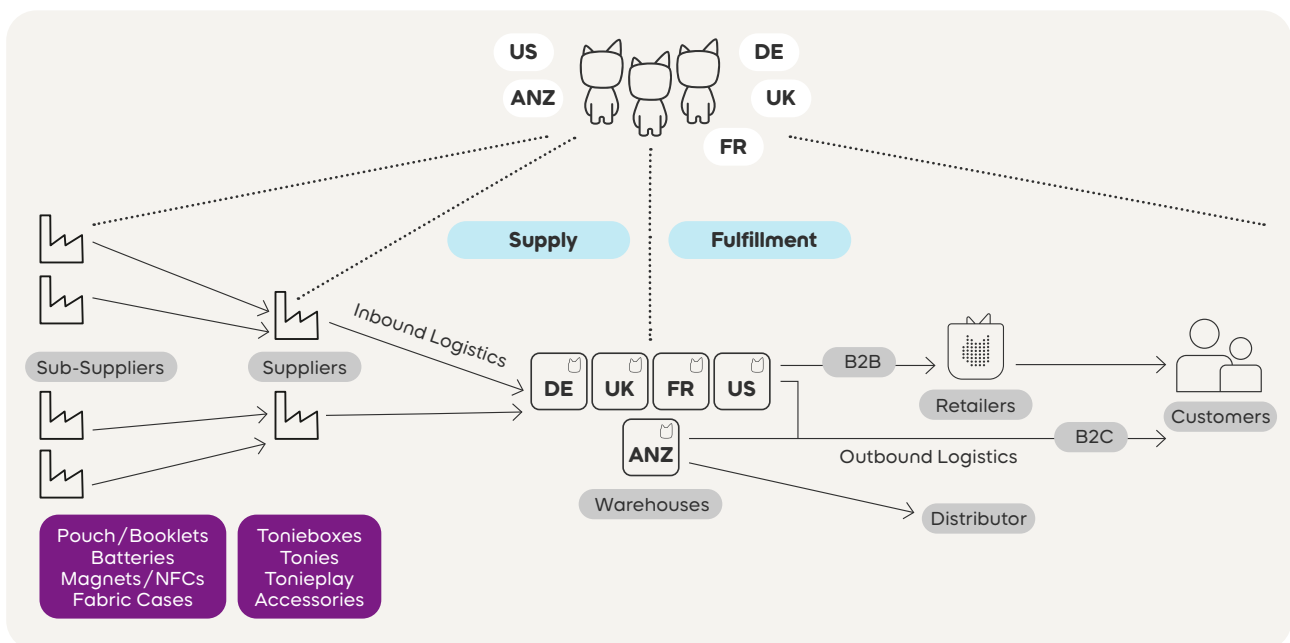 US
DE
ANZ
UK
FR
Supply
Fulfillment
Inbound Logistics
Sub-Suppliers
Suppliers
DE
UK
FR
US
B2B
Retailers
Customers
ANZ
B2C
Outbound Logistics
Warehouses
Distributor
Pouch/Booklets
Batteries
Magnets/NFCs
Fabric Cases
Tonieboxes
Tonies
Tonieplay
Accessories